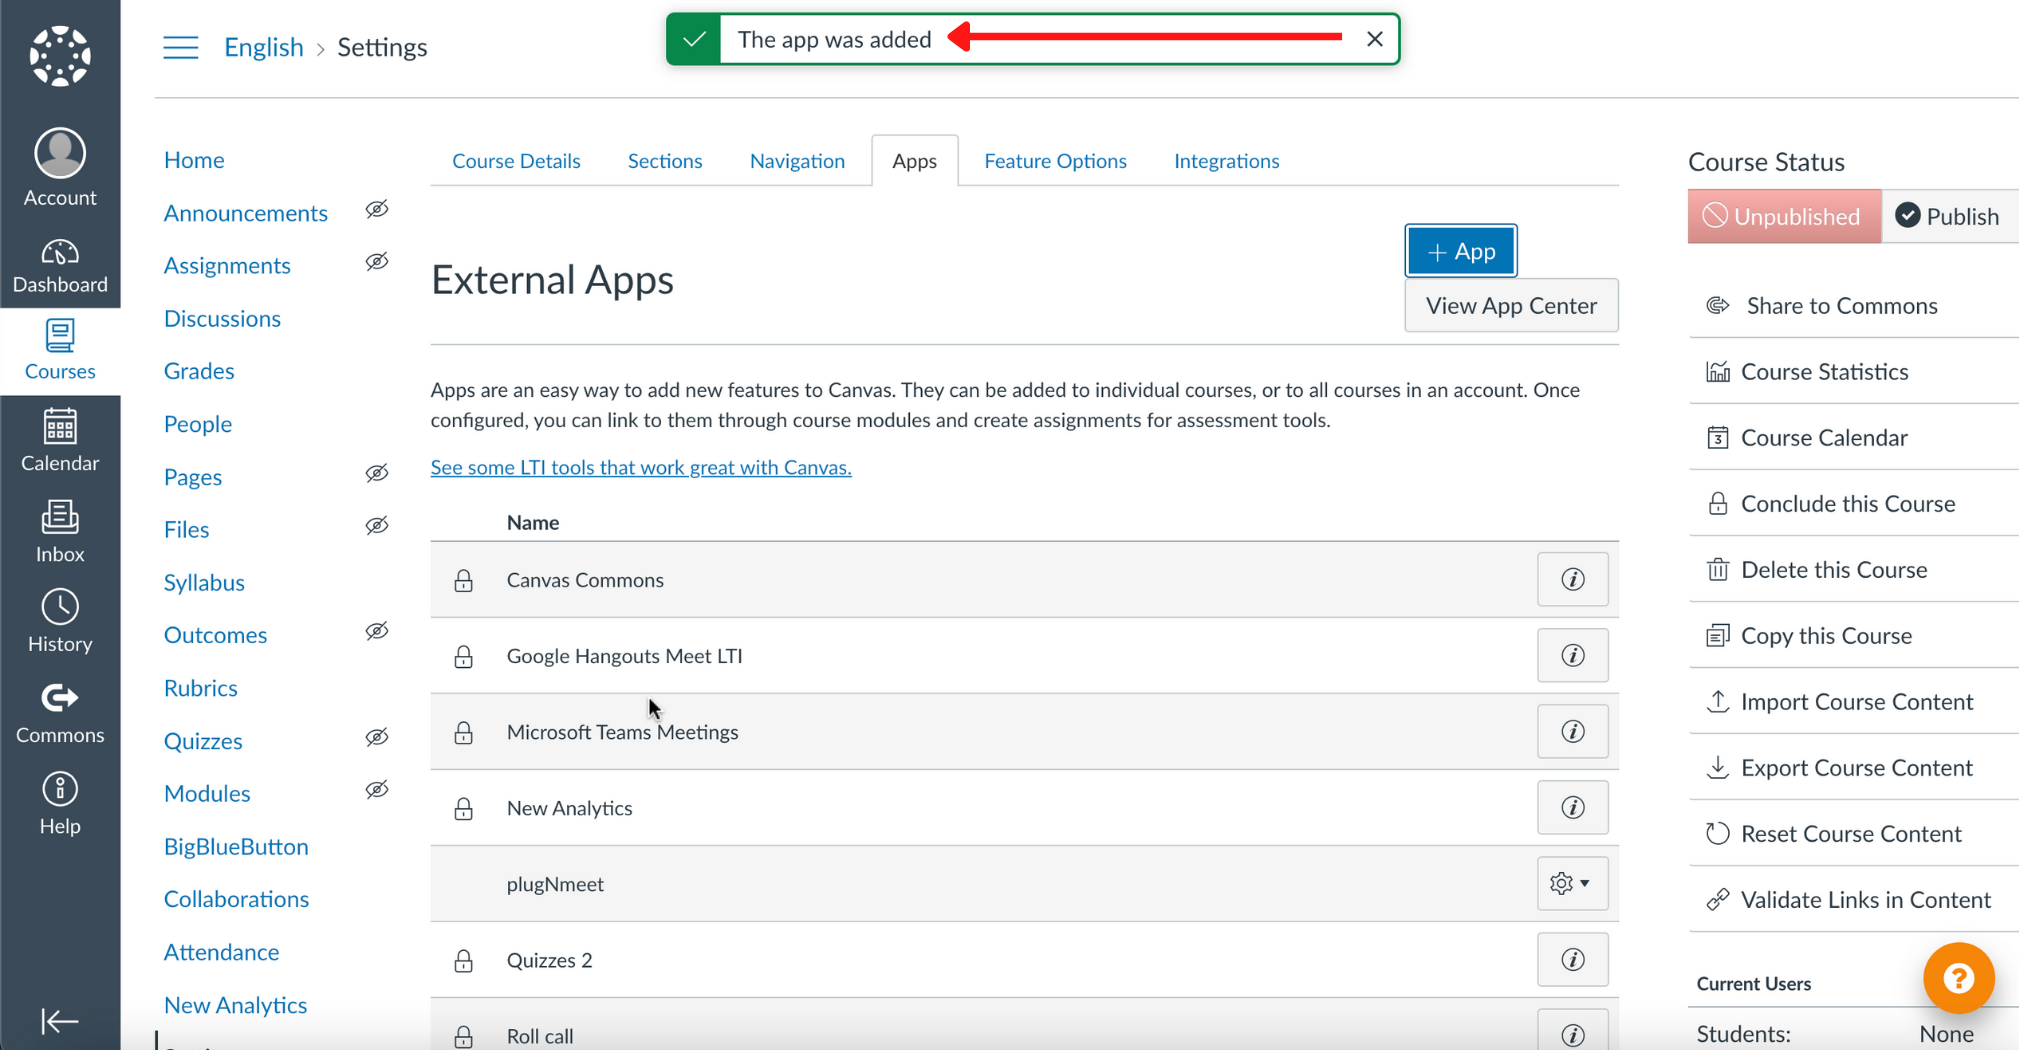 Account
Dashboard
Courses
Calendar
Inbox
History
Commons
Help
English > Settings
The app was added
Home
Announcements
Assignments
Discussions
Grades
People
Pages
Files
Syllabus
Outcomes
Rubrics
Quizzes
Modules
BigBlueButton
Collaborations
Attendance
New Analytics
Course Details
Sections
Navigation
Apps
Feature Options
Integrations
External Apps
+ App
View App Center
Apps are an easy way to add new features to Canvas. They can be added to individual courses, or to all courses in an account. Once
configured, you can link to them through course modules and create assignments for assessment tools.
See some LTI tools that work great with Canvas.
Name
Canvas Commons
Google Hangouts Meet LTI
Microsoft Teams Meetings
New Analytics
plugNmeet
Quizzes 2
Roll call
Course Status
Unpublished
Publish
Share to Commons
Course Statistics
Course Calendar
Conclude this Course
Delete this Course
Copy this Course
Import Course Content
Export Course Content
Reset Course Content
Validate Links in Content
Current Users
Students: None